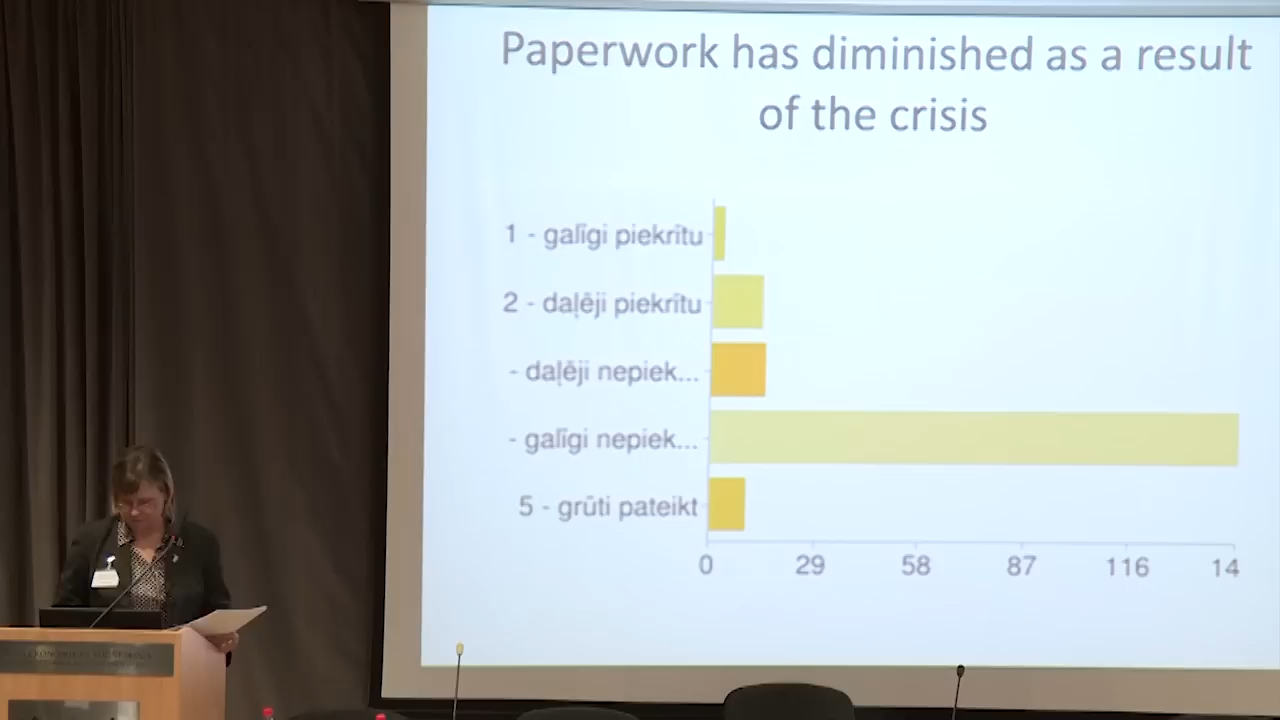 Paperwork has diminished as a result
of the crisis
1 - galīgi piekrītu
2 - daļēji piekrītu
- daļēji nepiek...
- galīgi nepiek...
5 - grūti pateikt
0 29 58 87 116 14